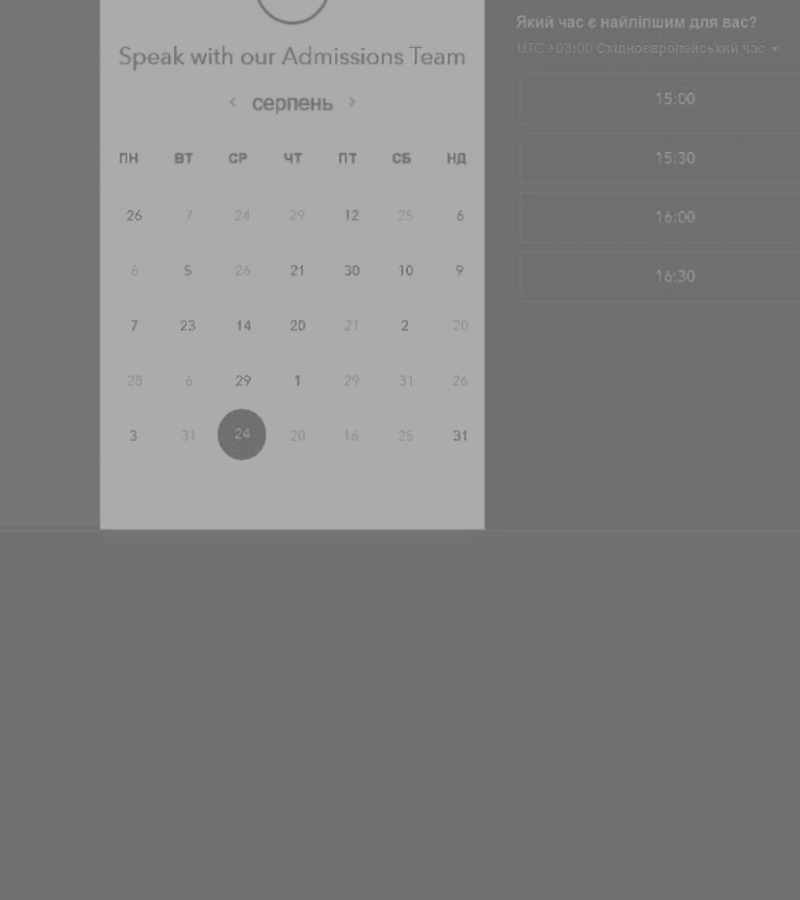 Speak with our Admissions Team
< серпень >
ПН ВТ СР ЧТ ПТ СБ НД
26 7 24 29 12 25 6
6 5 26 21 30 10 9
7 23 14 20 21 2 20
28 6 29 1 29 31 26
3 31 24 20 16 25 31
Який час є найліпшим для вас?
UTC +03:00 Східноєвропейський час
15:00
15:30
16:00
16:30